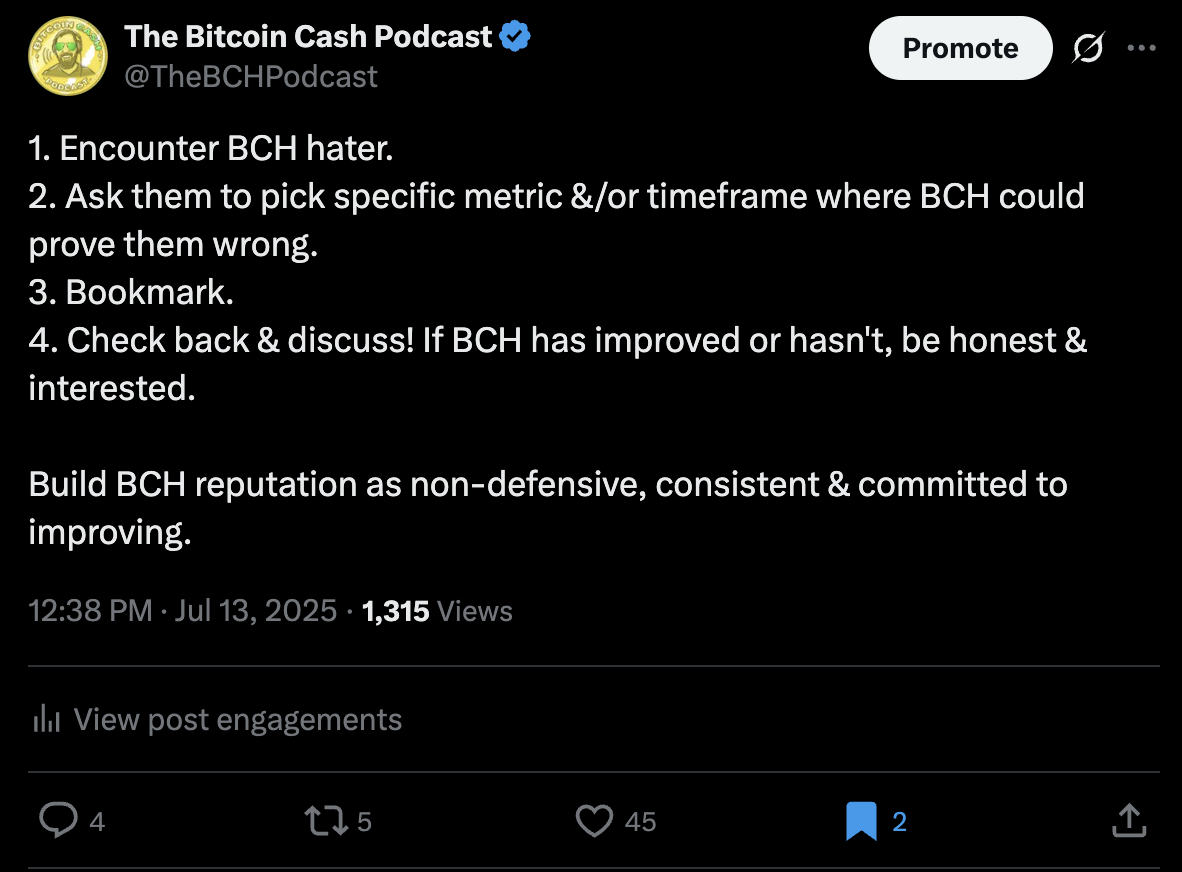 The Bitcoin Cash Podcast
@TheBCHPodcast
Promote
1. Encounter BCH hater.
2. Ask them to pick specific metric &/or timeframe where BCH could
prove them wrong.
3. Bookmark.
4. Check back & discuss! If BCH has improved or hasn't, be honest &
interested.
Build BCH reputation as non-defensive, consistent & committed to
improving.
12:38 PM · Jul 13, 2025 · 1,315 Views
View post engagements
4 5 45 2